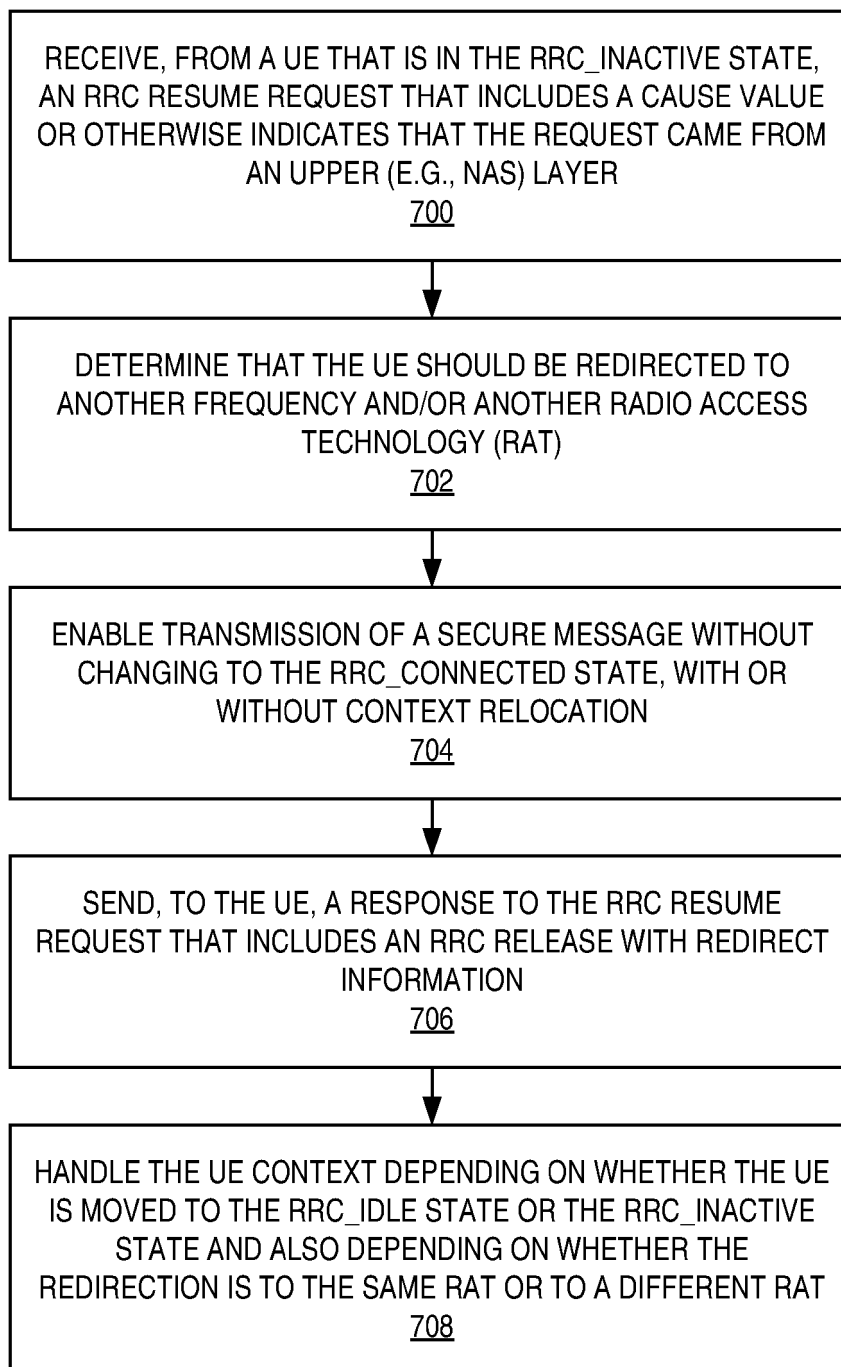 RECEIVE, FROM A UE THAT IS IN THE RRC_INACTIVE STATE,
AN RRC RESUME REQUEST THAT INCLUDES A CAUSE VALUE
OR OTHERWISE INDICATES THAT THE REQUEST CAME FROM
AN UPPER (E.G., NAS) LAYER
700
DETERMINE THAT THE UE SHOULD BE REDIRECTED TO
ANOTHER FREQUENCY AND/OR ANOTHER RADIO ACCESS
TECHNOLOGY (RAT)
702
ENABLE TRANSMISSION OF A SECURE MESSAGE WITHOUT
CHANGING TO THE RRC_CONNECTED STATE, WITH OR
WITHOUT CONTEXT RELOCATION
704
SEND, TO THE UE, A RESPONSE TO THE RRC RESUME
REQUEST THAT INCLUDES AN RRC RELEASE WITH REDIRECT
INFORMATION
706
HANDLE THE UE CONTEXT DEPENDING ON WHETHER THE UE
IS MOVED TO THE RRC_IDLE STATE OR THE RRC_INACTIVE
STATE AND ALSO DEPENDING ON WHETHER THE
REDIRECTION IS TO THE SAME RAT OR TO A DIFFERENT RAT
708